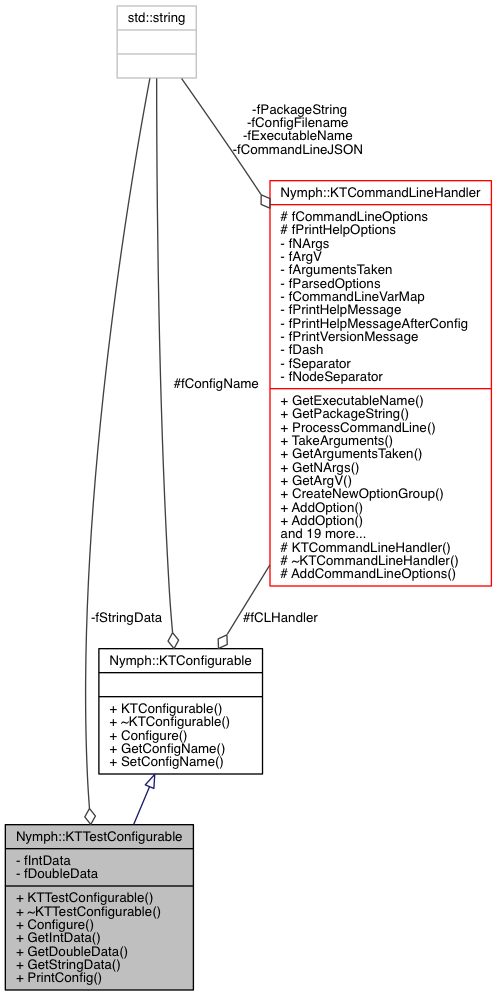 std::string
-fPackageString
-fConfigFilename
-fExecutableName
-fCommandLineJSON
Nymph::KTCommandLineHandler
# fCommandLineOptions
# fPrintHelpOptions
- fNArgs
- fArgV
- fArgumentsTaken
- fParsedOptions
- fCommandLineVarMap
- fPrintHelpMessage
- fPrintHelpMessageAfterConfig
- fPrintVersionMessage
- fDash
- fSeparator
- fNodeSeparator
+ GetExecutableName()
+ GetPackageString()
+ ProcessCommandLine()
+ TakeArguments()
+ GetArgumentsTaken()
+ GetNArgs()
+ GetArgV()
+ CreateNewOptionGroup()
+ AddOption()
+ AddOption()
and 19 more...
# KTCommandLineHandler()
# ~KTCommandLineHandler()
# AddCommandLineOptions()
#fConfigName
-fStringData
#fCLHandler
Nymph::KTConfigurable
+ KTConfigurable()
+ ~KTConfigurable()
+ Configure()
+ GetConfigName()
+ SetConfigName()
Nymph::KTTestConfigurable
- fIntData
- fDoubleData
+ KTTestConfigurable()
+ ~KTTestConfigurable()
+ Configure()
+ GetIntData()
+ GetDoubleData()
+ GetStringData()
+ PrintConfig()